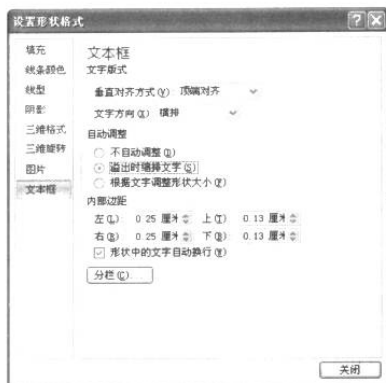 设置形状格式
填充
线条颜色
线型
阴影
三维格式
三维旋转
图片
文本框
文本框
文字版式
垂直对齐方式(V) 顶端对齐
文字方向(X) 横排
自动调整
不自动调整(D)
溢出时缩排文字(S)
根据文字调整形状大小(F)
内部边距
左(L) 0.25 厘米 上(T) 0.13 厘米
右(R) 0.25 厘米 下(B) 0.13 厘米
形状中的文字自动换行(W)
分栏(C)...
关闭